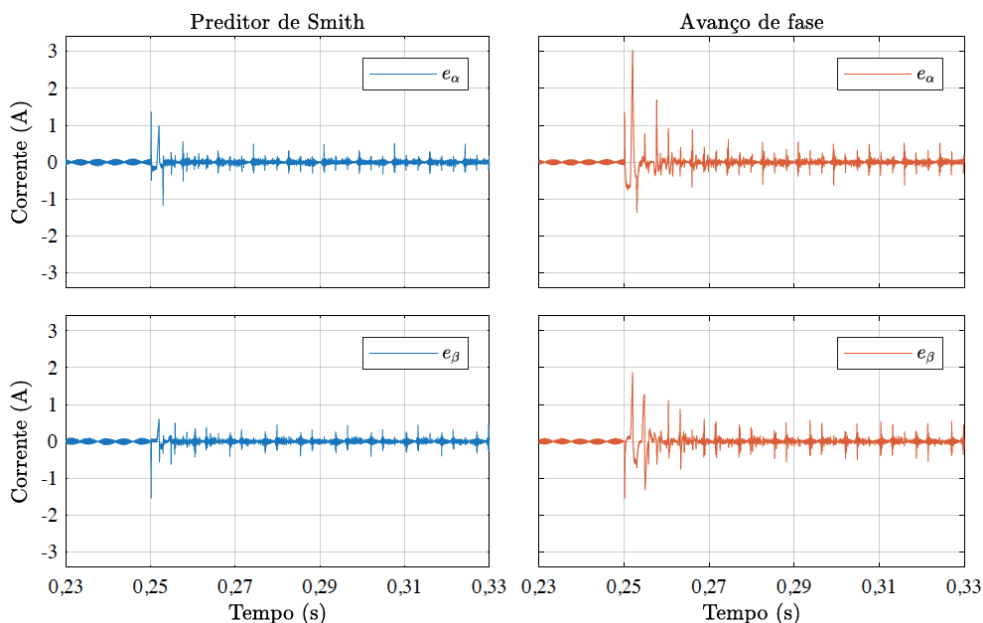 Preditor de Smith
Avanço de fase
Corrente (A)
3
2
1
0
-1
-2
-3
eα
eα
Corrente (A)
3
2
1
0
-1
-2
-3
eβ
eβ
0,23 0,25 0,27 0,29 0,31 0,33
0,23 0,25 0,27 0,29 0,31 0,33
Tempo (s)
Tempo (s)